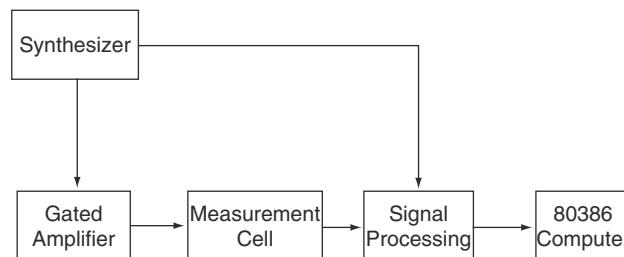 Synthesizer
Gated
Amplifier
Measurement
Cell
Signal
Processing
80386
Compute